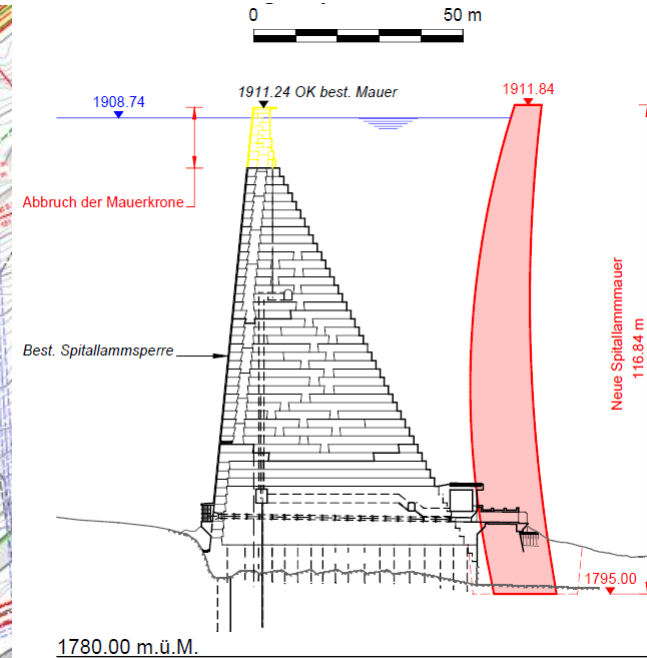 0 50 m
1911.84
1911.24 OK best. Mauer
1908.74
Abbruch der Mauerkrone
Best. Spitallammsperre
Neue Spitallammmauer
116.84 m
1795.00
1780.00 m.ü.M.